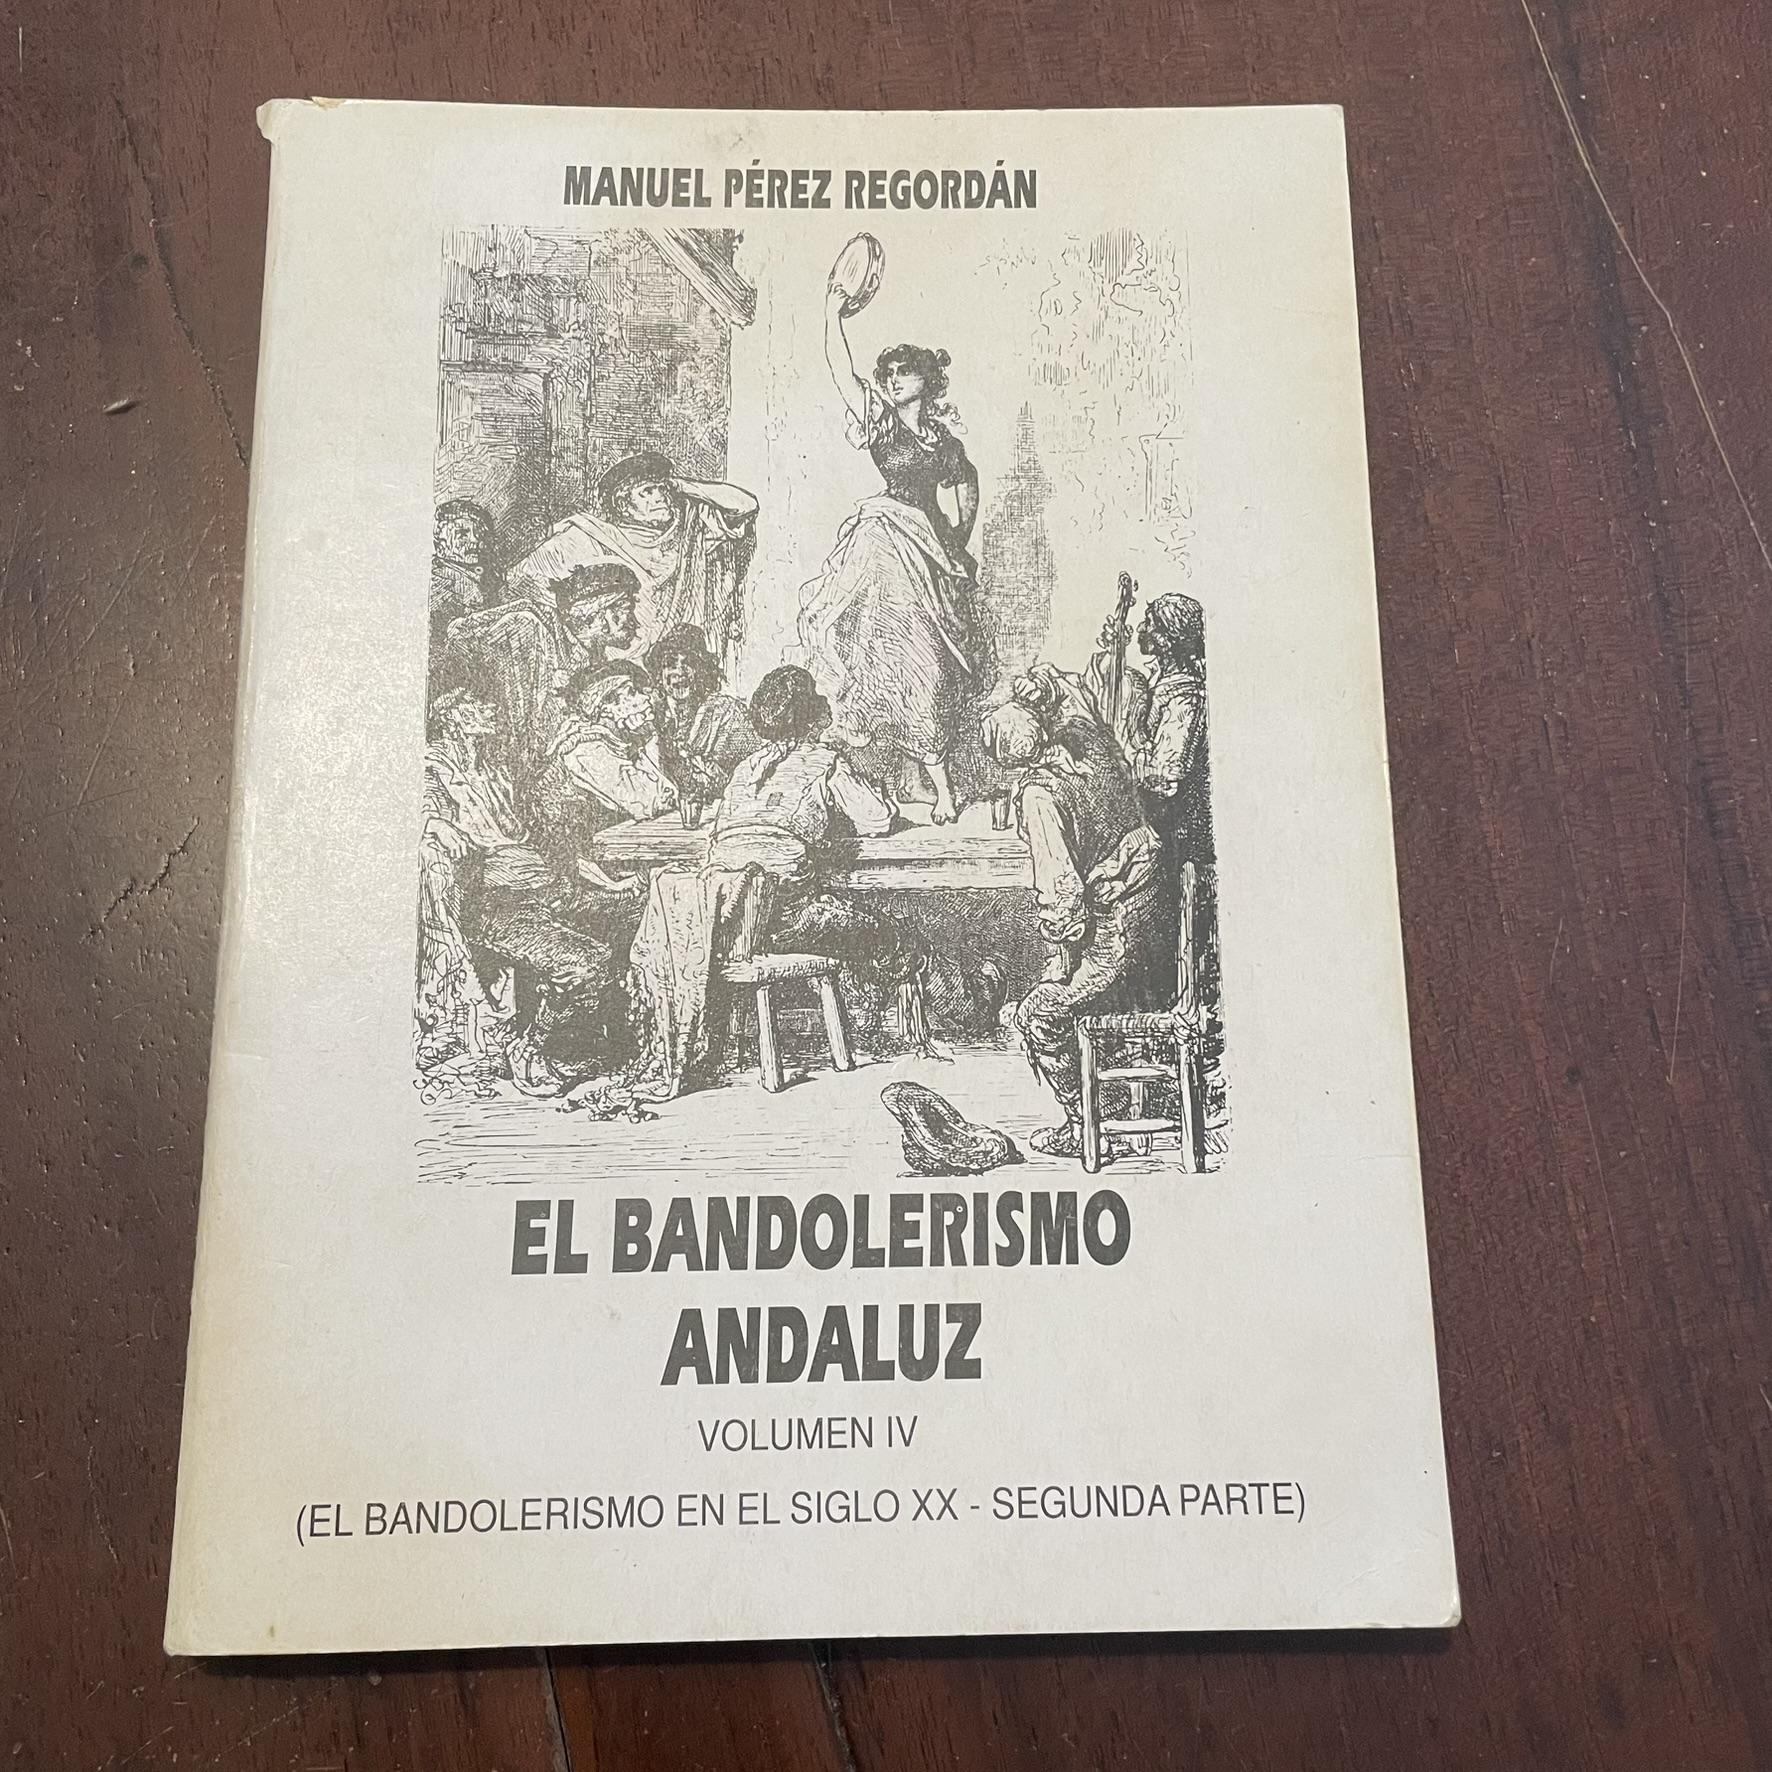 MANUEL PÉREZ REGORDÁN
EL BANDOLERISMO
ANDALUZ
VOLUMEN IV
(EL BANDOLERISMO EN EL SIGLO XX - SEGUNDA PARTE)